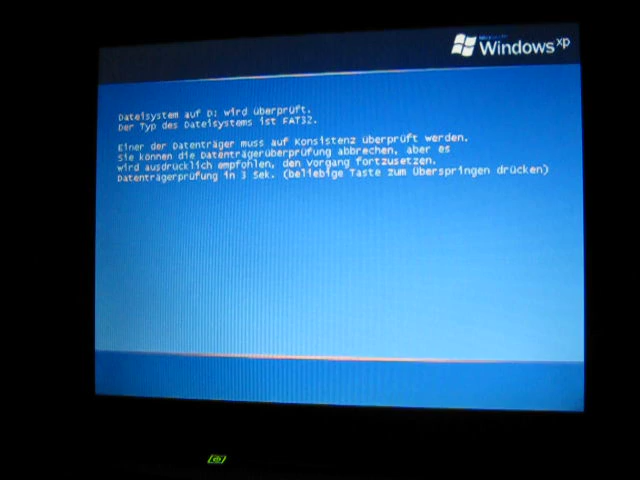 Windows xp
Dateisystem auf D: wird überprüft.
Der Typ des Dateisystems ist FAT32.
Einer der Datenträger muss auf Konsistenz überprüft werden.
Sie können die Datenträgerüberprüfung abbrechen, aber es
wird ausdrücklich empfohlen, den Vorgang fortzusetzen.
Datenträgerprüfung in 3 Sek. (beliebige Taste zum Überspringen drücken)